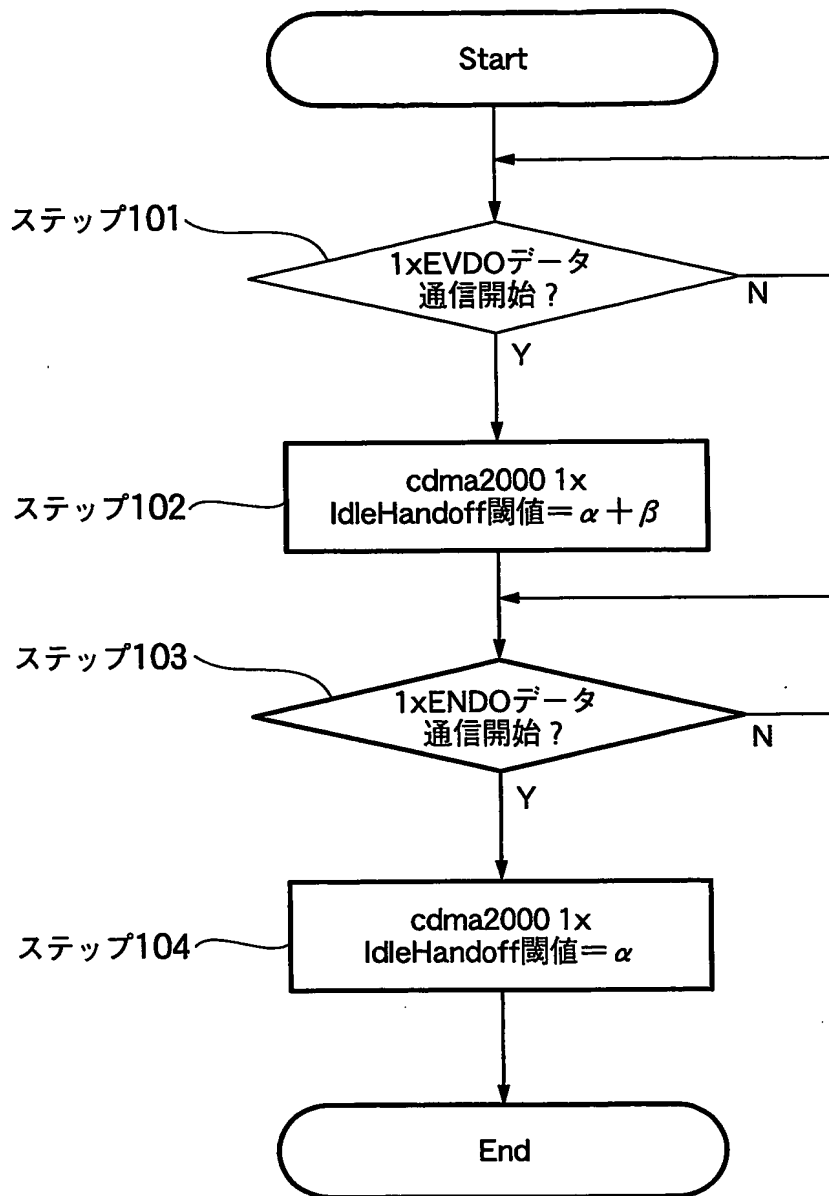 Start
ステップ101
1xEVDOデータ
通信開始？
N
Y
ステップ102
cdma2000 1x
IdleHandoff閾値＝α＋β
ステップ103
1xENDOデータ
通信開始？
N
Y
ステップ104
cdma2000 1x
IdleHandoff閾値＝α
End